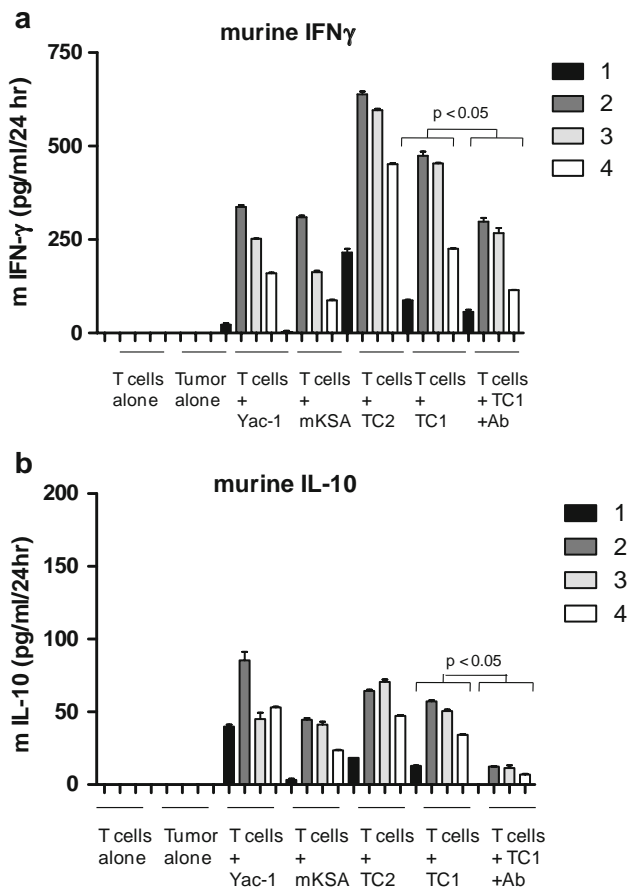 a
murine IFNγ
m IFN-γ (pg/ml/24 hr)
750
500
250
0
1
2
3
4
p < 0.05
T cells alone
Tumor alone
T cells + Yac-1
T cells + mKSA
T cells + TC2
T cells + TC1
T cells + TC1 +Ab
b
murine IL-10
m IL-10 (pg/ml/24hr)
200
150
100
50
0
1
2
3
4
p < 0.05
T cells alone
Tumor alone
T cells + Yac-1
T cells + mKSA
T cells + TC2
T cells + TC1
T cells + TC1 +Ab